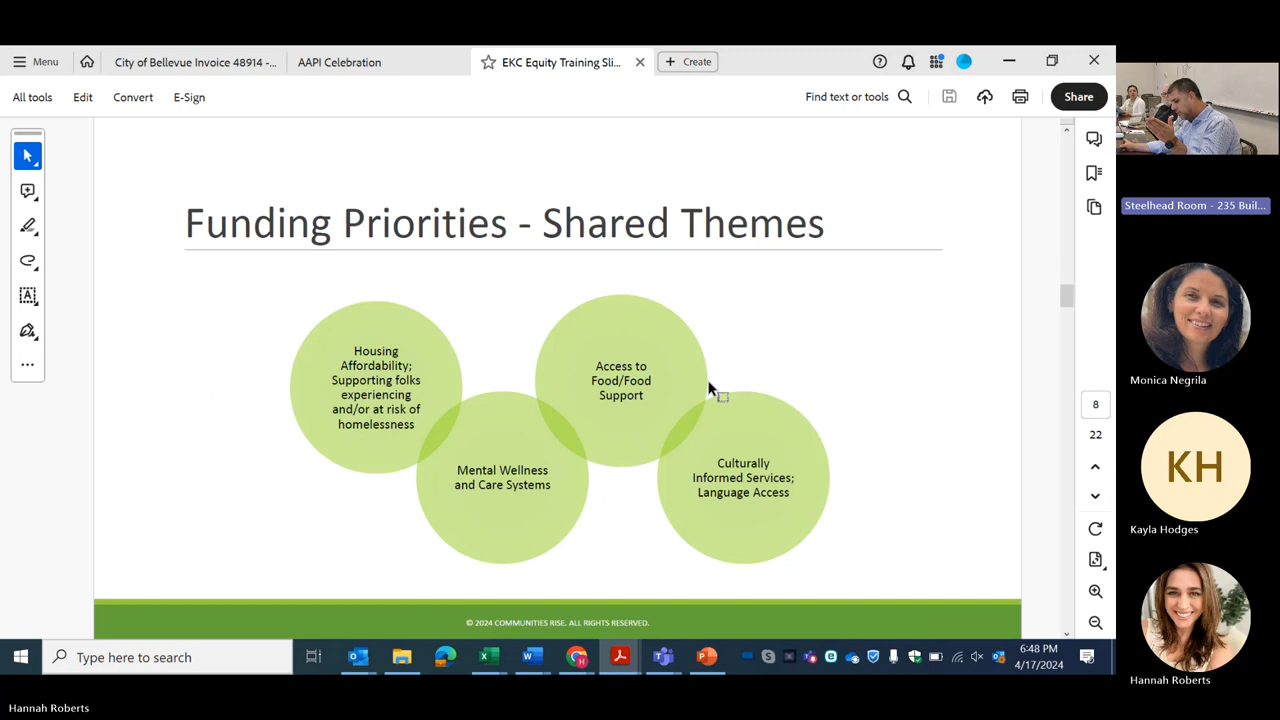 Menu
City of Bellevue Invoice 48914 -...
AAPI Celebration
EKC Equity Training Sli...
Create
All tools
Edit
Convert
E-Sign
Find text or tools
Share
Funding Priorities - Shared Themes
Housing
Affordability;
Supporting folks
experiencing
and/or at risk of
homelessness
Mental Wellness
and Care Systems
Access to
Food/Food
Support
Culturally
Informed Services;
Language Access
8
22
© 2024 COMMUNITIES RISE. ALL RIGHTS RESERVED.
Type here to search
6:48 PM
4/17/2024
Steelhead Room - 235 Buil...
Monica Negrila
KH
Kayla Hodges
Hannah Roberts
Hannah Roberts